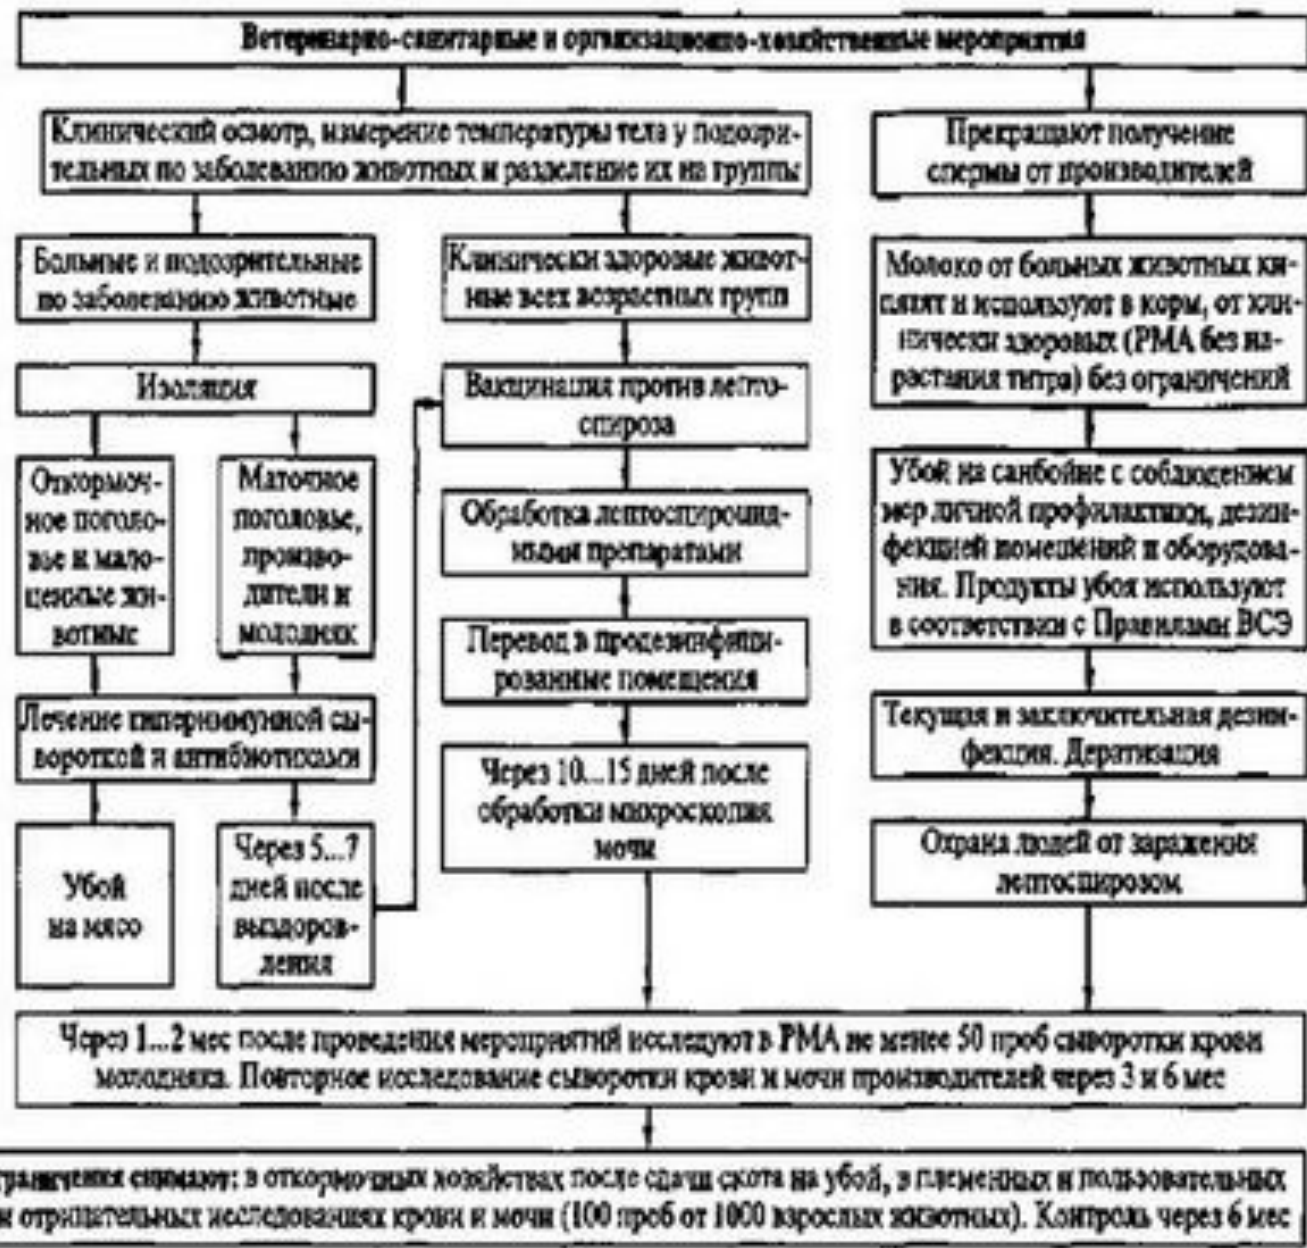 Ветеринарно-санитарные и организационно-хозяйственные мероприятия
Клинический осмотр, измерение температуры тела у подозри-
тельных по заболеванию животных и разделение их на группы
Прекращают получение
спермы от производителей
Больные и подозрительные
по заболеванию животные
Клинически здоровые живот-
ные всех возрастных групп
Молоко от больных животных ки-
пятят и используют в корм, от кли-
нически здоровых (РМА без на-
растания титра) без ограничений
Изоляция
Вакцинация против лепто-
спироза
Откормоч-
ное поголо-
вье и мало-
ценные жи-
вотные
Маточное
поголовье,
произво-
дители и
молодняк
Обработка лептоспироцид-
ными препаратами
Убой на санбойне с соблюдением
мер личной профилактики, дезин-
фекцией помещений и оборудова-
ния. Продукты убоя используют
в соответствии с Правилами ВСЭ
Перевод в продезинфици-
рованные помещения
Лечение гипериммунной сы-
вороткой и антибиотиками
Текущая и заключительная дезин-
фекция. Дератизация
Через 10...15 дней после
обработки микроскопия
мочи
Убой
на мясо
Через 5...7
дней после
выздоров-
ления
Охрана людей от заражения
лептоспирозом
Через 1...2 мес после проведения мероприятий исследуют в РМА не менее 50 проб сыворотки крови
молодняка. Повторное исследование сыворотки крови и мочи производителей через 3 и 6 мес
раничения снимают: в откормочных хозяйствах после сдачи скота на убой, в племенных и пользовательных
и отрицательных исследованиях крови и мочи (100 проб от 1000 взрослых животных). Контроль через 6 мес